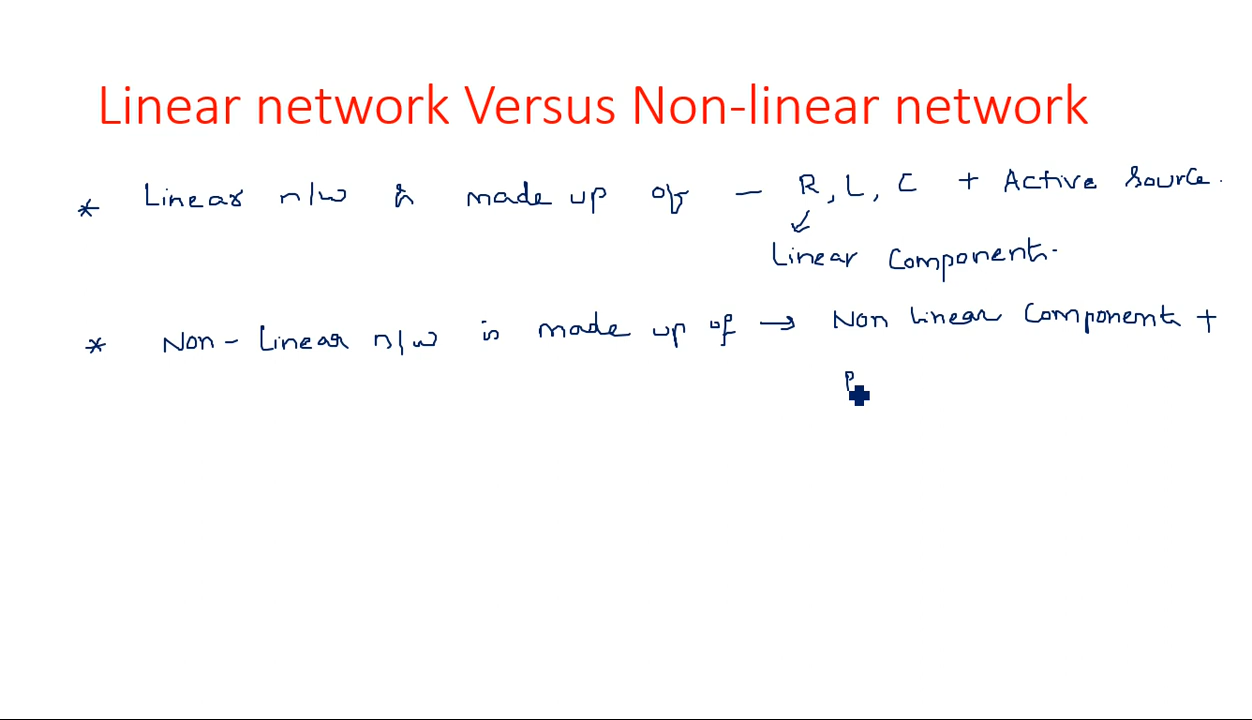 Linear network Versus Non-linear network
* Linear n/w is made up of - R, L, C + Active Source.
Linear Component.
* Non-Linear n/w is made up of → Non Linear Component +
P